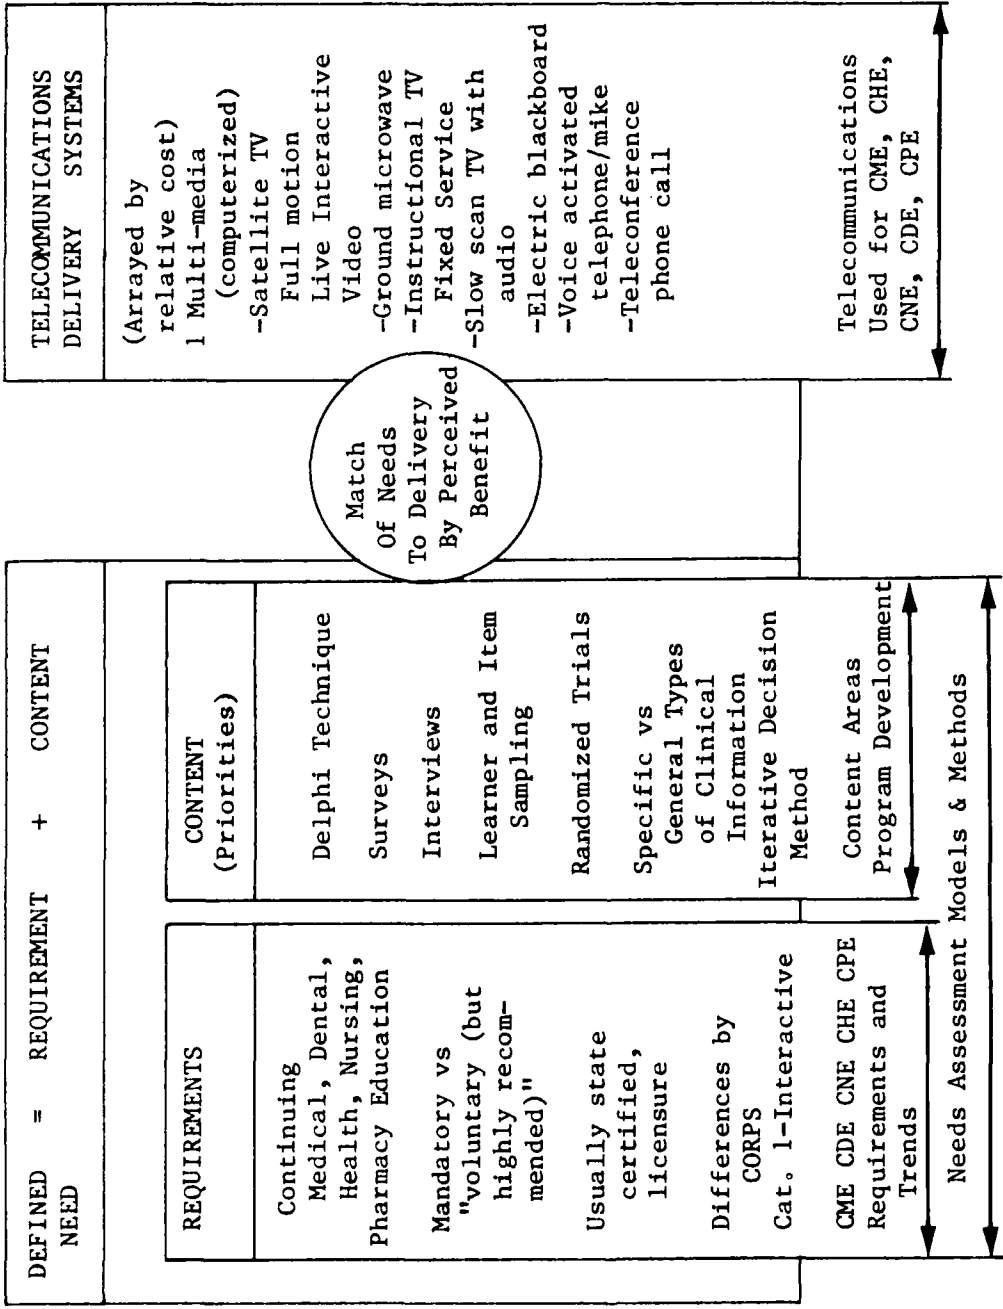 DEFINED = REQUIREMENT + CONTENT
NEED
REQUIREMENTS
Continuing
Medical, Dental,
Health, Nursing,
Pharmacy Education
Mandatory vs
"voluntary (but
highly recom-
mended)"
Usually state
certified,
licensure
Differences by
CORPS
Cat. 1-Interactive
CME CDE CNE CHE CPE
Requirements and
Trends
CONTENT
(Priorities)
Delphi Technique
Surveys
Interviews
Learner and Item
Sampling
Randomized Trials
Specific vs
General Types
of Clinical
Information
Iterative Decision
Method
Content Areas
Program Development
Needs Assessment Models & Methods
Match
Of Needs
To Delivery
By Perceived
Benefit
TELECOMMUNICATIONS
DELIVERY SYSTEMS
(Arrayed by
relative cost)
1 Multi-media
(computerized)
-Satellite TV
Full motion
Live Interactive
Video
-Ground microwave
-Instructional TV
Fixed Service
-Slow scan TV with
audio
-Electric blackboard
-Voice activated
telephone/mike
-Teleconference
phone call
Telecommunications
Used for CME, CHE,
CNE, CDE, CPE